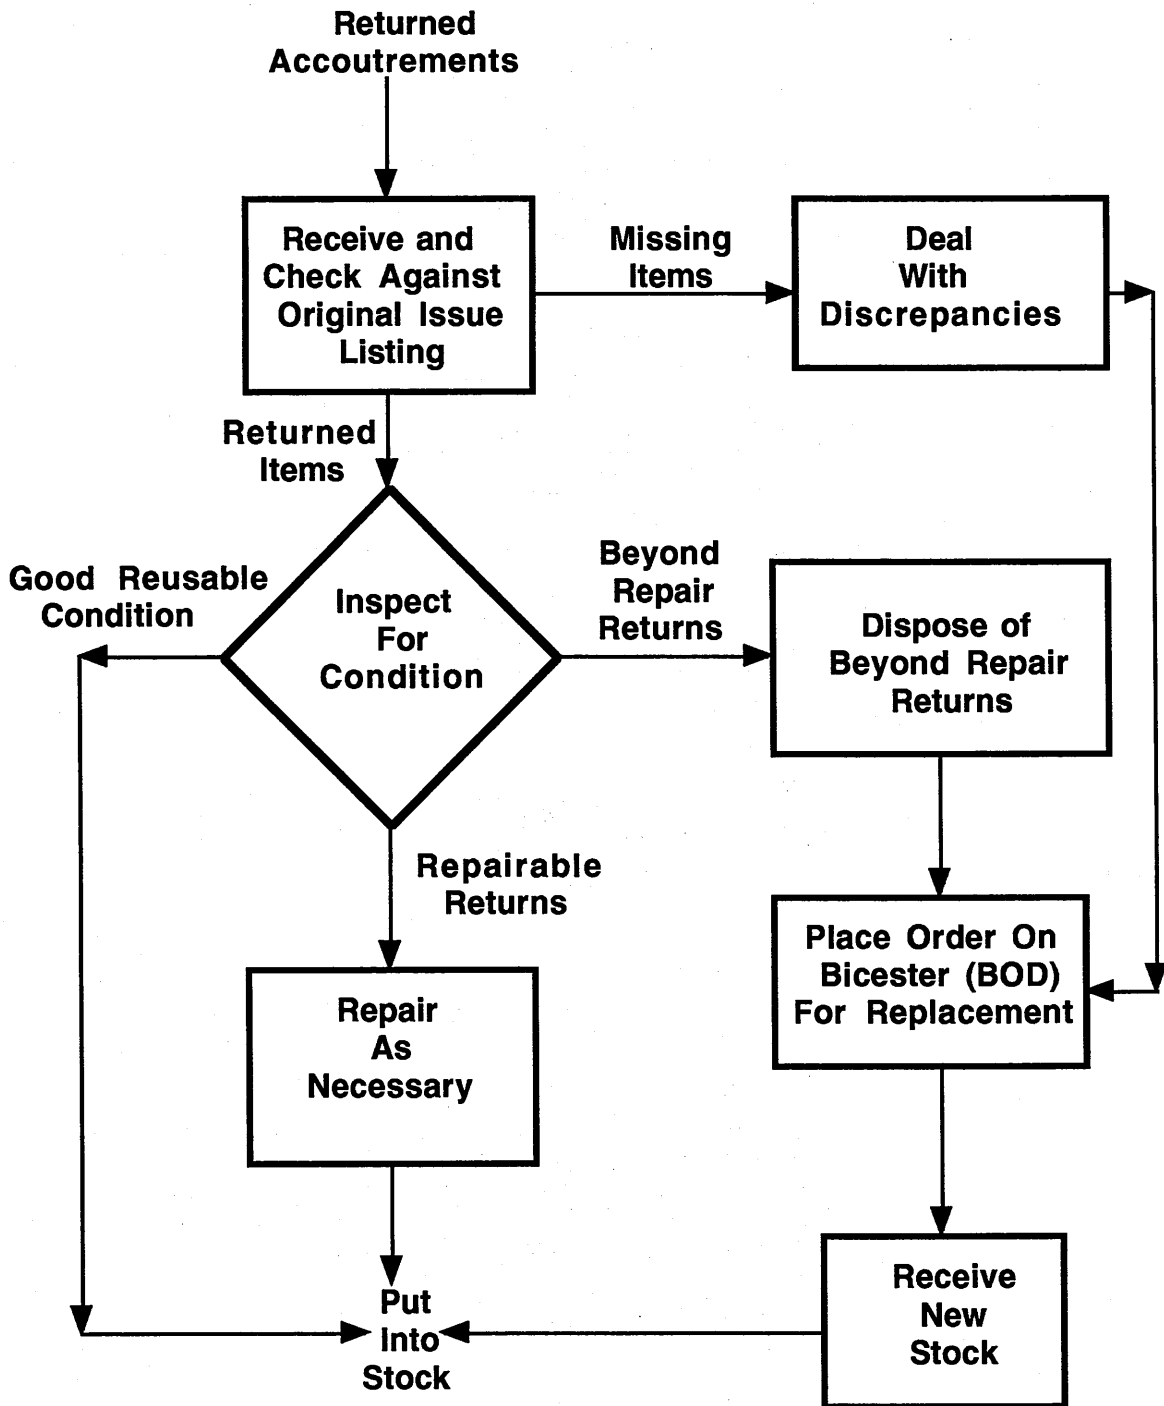 Returned
Accoutrements
Receive and
Check Against
Original Issue
Listing
Missing
Items
Deal
With
Discrepancies
Returned
Items
Good Reusable
Condition
Inspect
For
Condition
Beyond
Repair
Returns
Dispose of
Beyond Repair
Returns
Repairable
Returns
Place Order On
Bicester (BOD)
For Replacement
Repair
As
Necessary
Receive
New
Stock
Put
Into
Stock